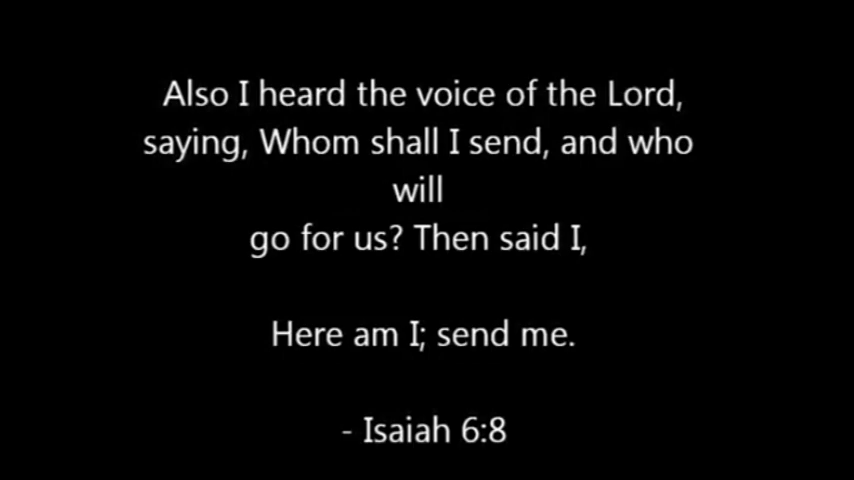 Also I heard the voice of the Lord,
saying, Whom shall I send, and who
will
go for us? Then said I,
Here am I; send me.
- Isaiah 6:8